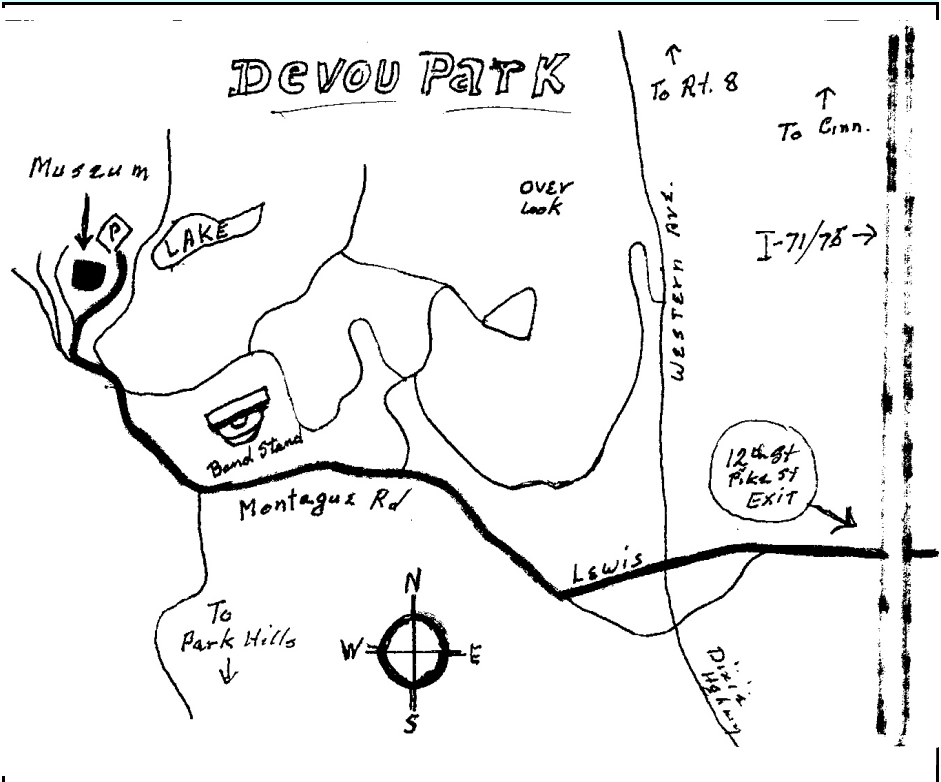 DEVOU PARK
To Rt. 8
To Cinn.
Museum
P
LAKE
OVER
Look
WESTERN AVE.
I-71/75
12th St
Pike St
EXIT
Band Stand
Montague Rd
Lewis
To
Park Hills
N
W
E
S
Dixie
Highway